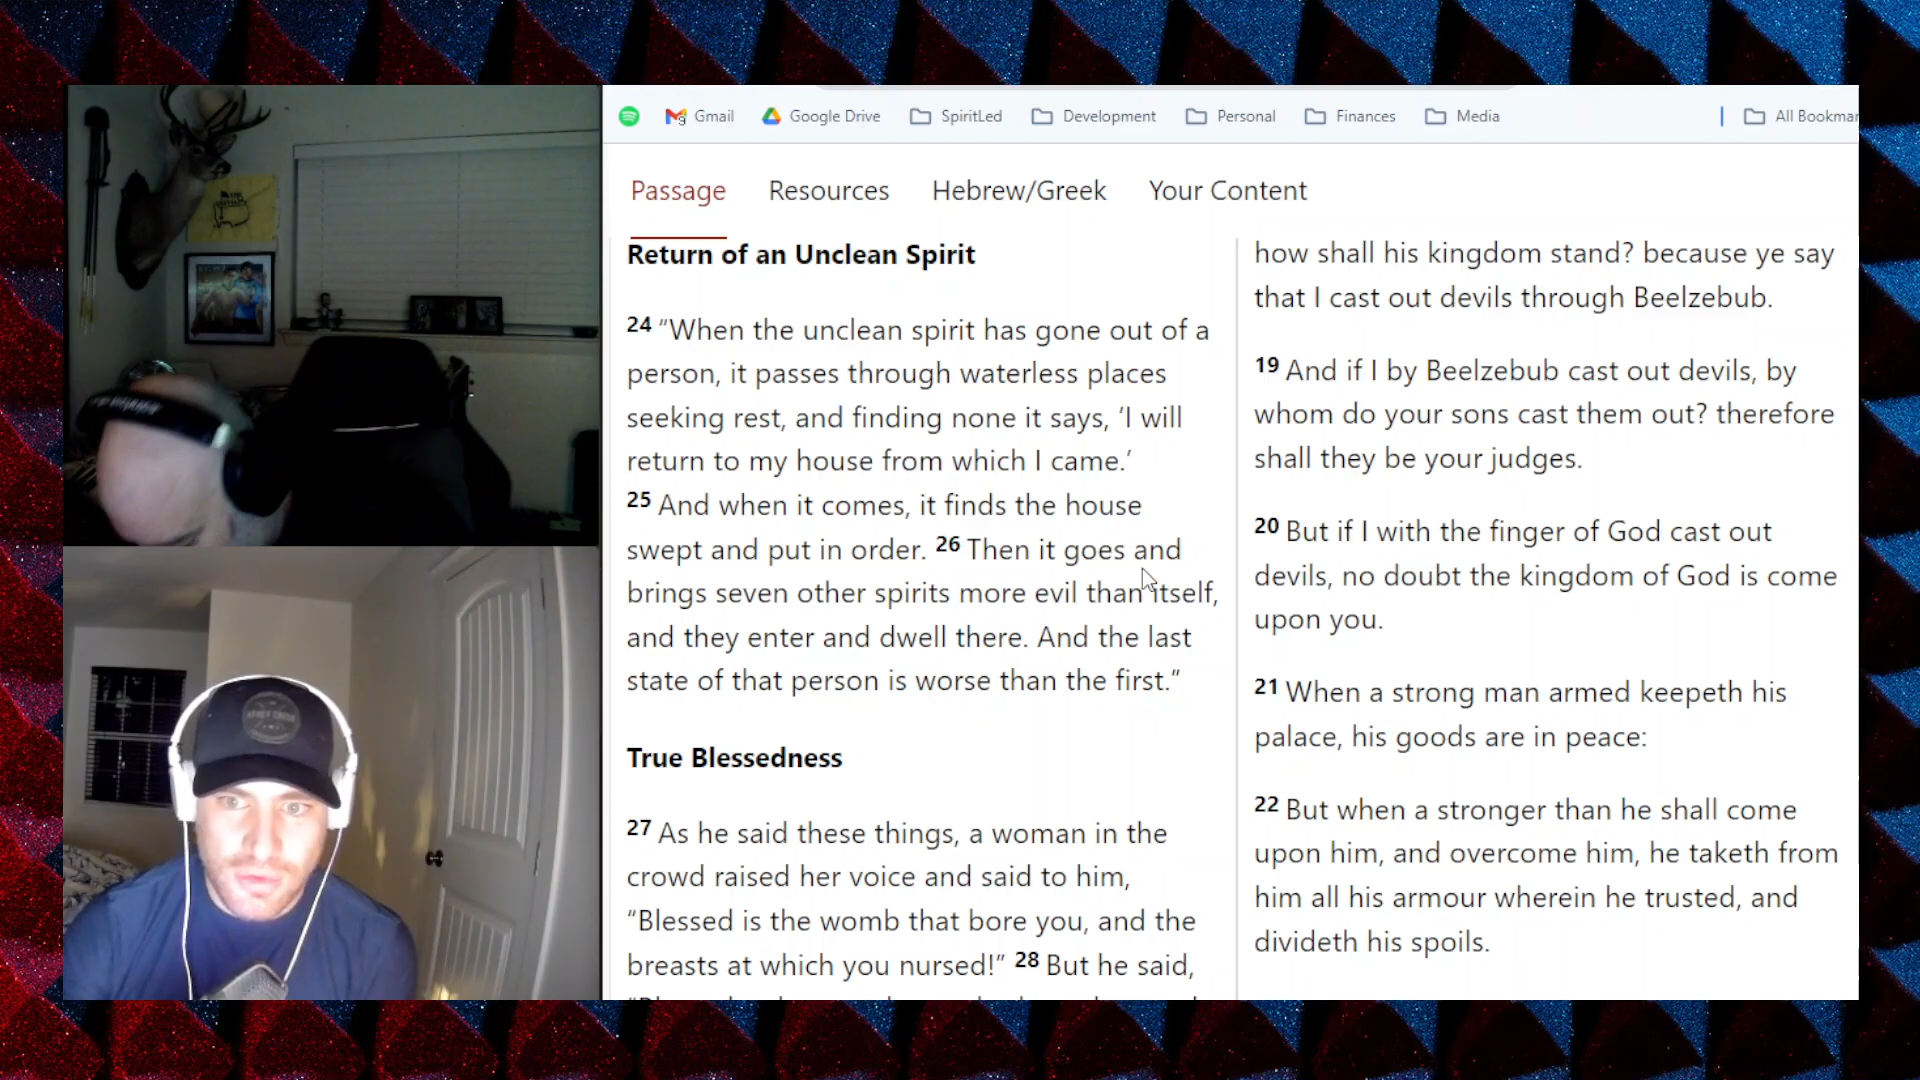 Gmail Google Drive SpiritLed Development Personal Finances Media All Bookmar
Passage Resources Hebrew/Greek Your Content
Return of an Unclean Spirit
24 “When the unclean spirit has gone out of a
person, it passes through waterless places
seeking rest, and finding none it says, ‘I will
return to my house from which I came.’
25 And when it comes, it finds the house
swept and put in order. 26 Then it goes and
brings seven other spirits more evil than itself,
and they enter and dwell there. And the last
state of that person is worse than the first.”
True Blessedness
27 As he said these things, a woman in the
crowd raised her voice and said to him,
“Blessed is the womb that bore you, and the
breasts at which you nursed!” 28 But he said,
how shall his kingdom stand? because ye say
that I cast out devils through Beelzebub.
19 And if I by Beelzebub cast out devils, by
whom do your sons cast them out? therefore
shall they be your judges.
20 But if I with the finger of God cast out
devils, no doubt the kingdom of God is come
upon you.
21 When a strong man armed keepeth his
palace, his goods are in peace:
22 But when a stronger than he shall come
upon him, and overcome him, he taketh from
him all his armour wherein he trusted, and
divideth his spoils.